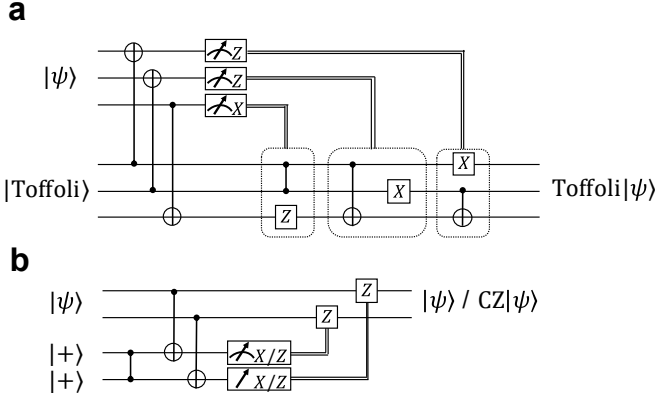 a
Z
|ψ⟩ Z
X
X
|Toffoli⟩ X Toffoli|ψ⟩
Z
b
|ψ⟩ Z |ψ⟩ / CZ|ψ⟩
Z
|+⟩ X/Z
|+⟩ X/Z